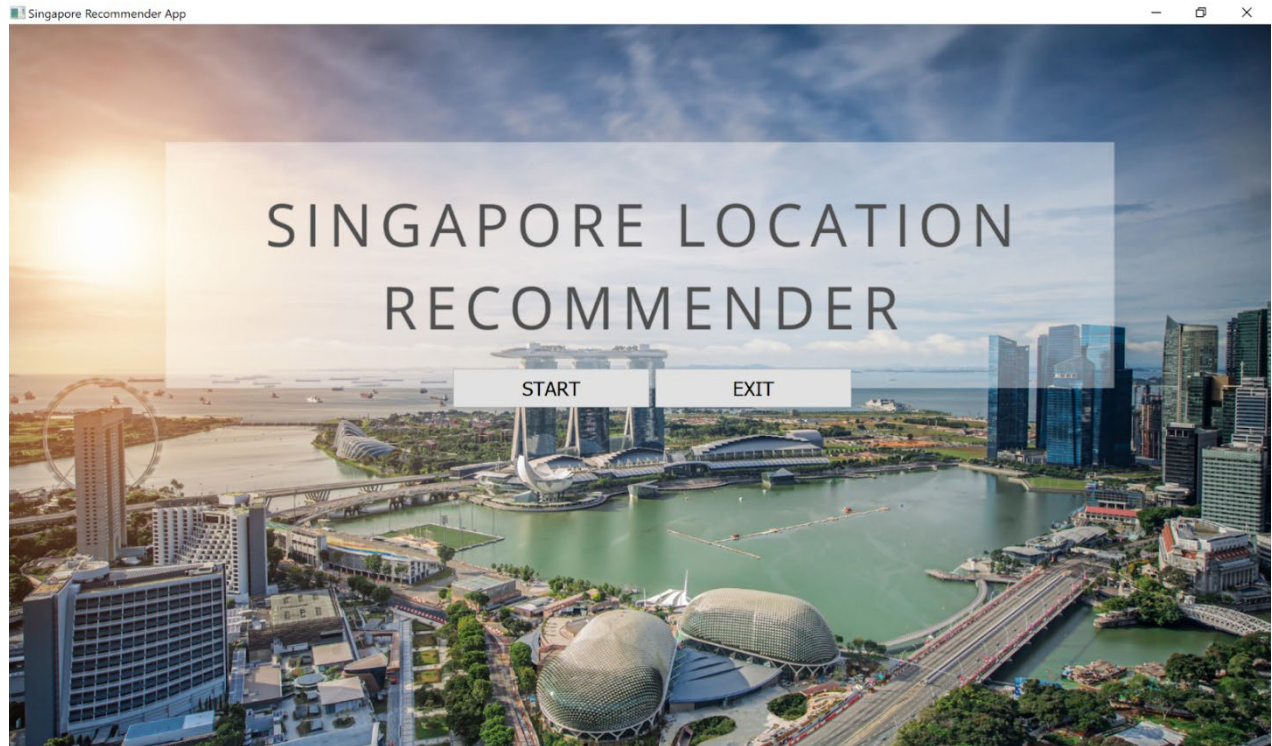 Singapore Recommender App
SINGAPORE LOCATION
RECOMMENDER
START
EXIT